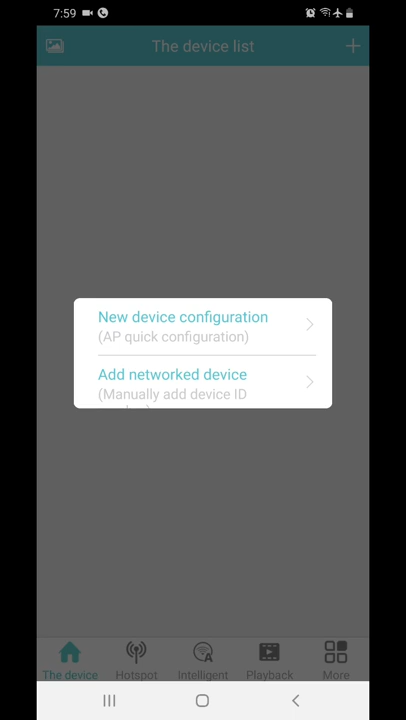 7:59
The device list
New device configuration
(AP quick configuration)
Add networked device
(Manually add device ID
The device
Hotspot
Intelligent
Playback
More